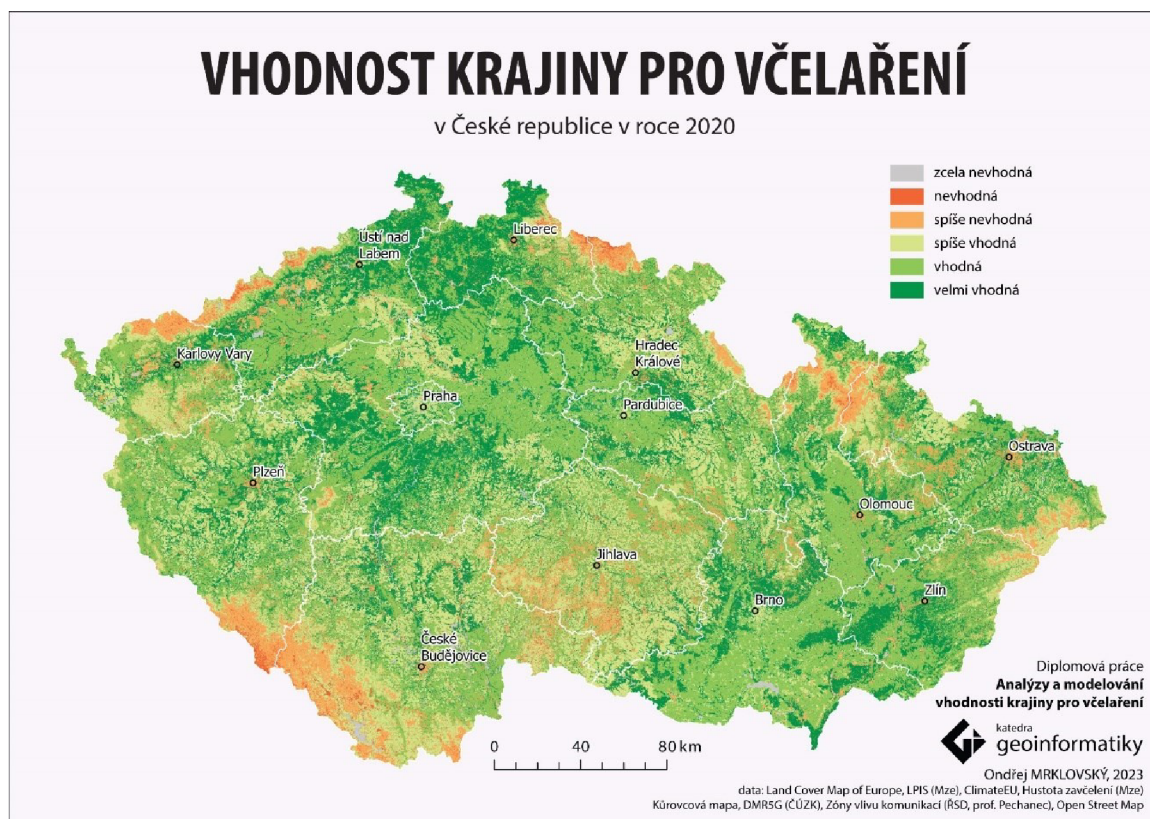 VHODNOST KRAJINY PRO VČELAŘENÍ
v České republice v roce 2020
zcela nevhodná
nevhodná
spíše nevhodná
spíše vhodná
vhodná
velmi vhodná
Ústí nad
Labem
Liberec
Karlovy Vary
Hradec
Králové
Praha
Pardubice
Plzeň
Ostrava
Olomouc
Jihlava
Brno
Zlín
České
Budějovice
0 40 80 km
Diplomová práce
Analýzy a modelování
vhodnosti krajiny pro včelaření
katedra
geoinformatiky
Ondřej MRKLOVSKÝ, 2023
data: Land Cover Map of Europe, LPIS (Mze), ClimateEU, Hustota zavčelení (Mze)
Kůrovcová mapa, DMR5G (ČÚZK), Zóny vlivu komunikací (ŘSD, prof. Pechanec), Open Street Map